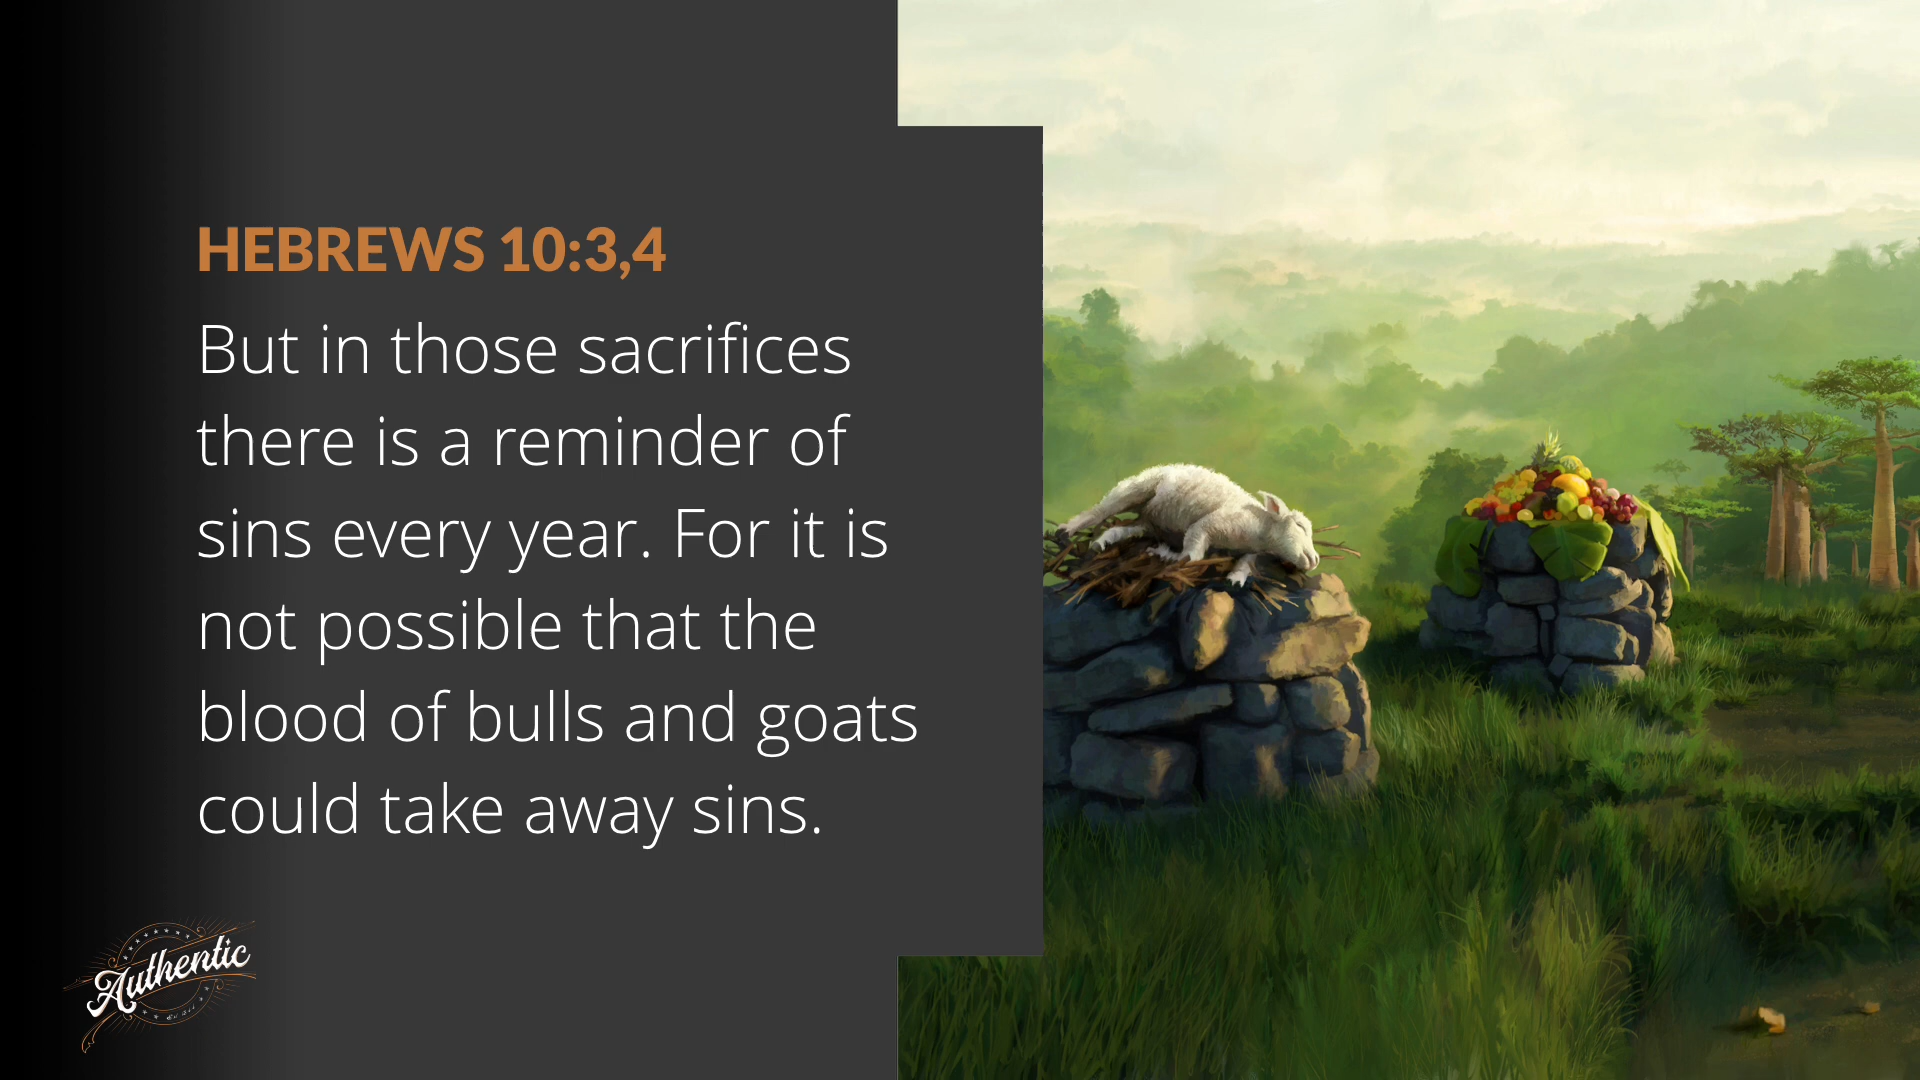 HEBREWS 10:3,4
But in those sacrifices
there is a reminder of
sins every year. For it is
not possible that the
blood of bulls and goats
could take away sins.
Authentic